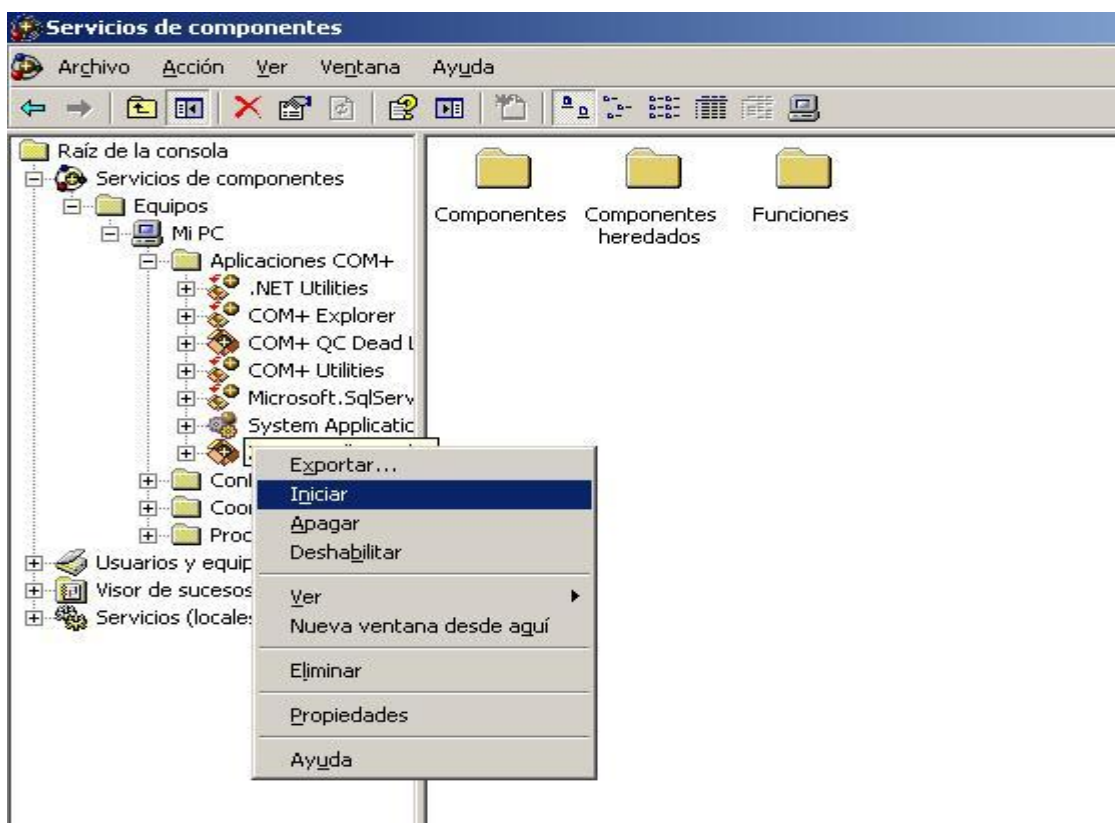 Servicios de componentes
Archivo Acción Ver Ventana Ayuda
Raíz de la consola
Servicios de componentes
Equipos
Mi PC
Aplicaciones COM+
.NET Utilities
COM+ Explorer
COM+ QC Dead L
COM+ Utilities
Microsoft.SqlServ
System Applicatic
Coor
Proc
Usuarios y equip
Visor de sucesos
Servicios (locales
Exportar...
Iniciar
Apagar
Deshabilitar
Ver
Nueva ventana desde aquí
Eliminar
Propiedades
Ayuda
Componentes Componentes Funciones
heredados